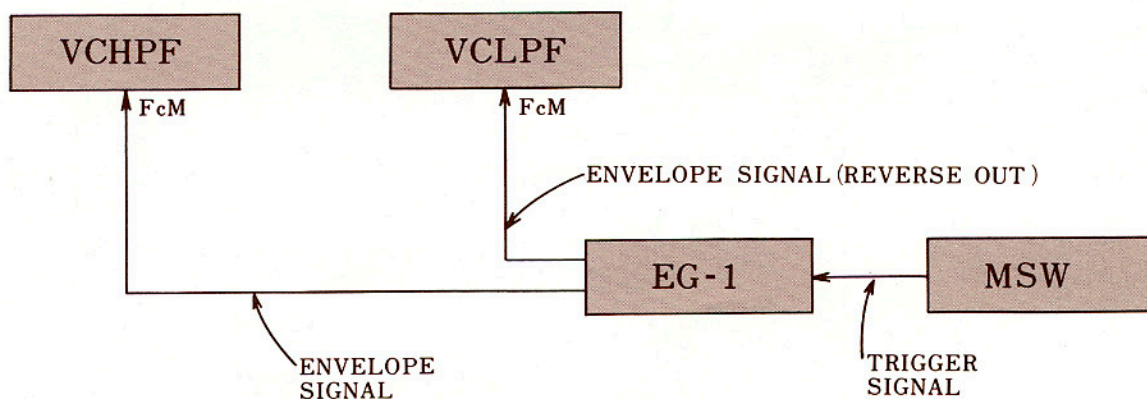 VCHPF
VCLPF
FcM
FcM
ENVELOPE SIGNAL (REVERSE OUT)
EG-1
MSW
ENVELOPE
SIGNAL
TRIGGER
SIGNAL